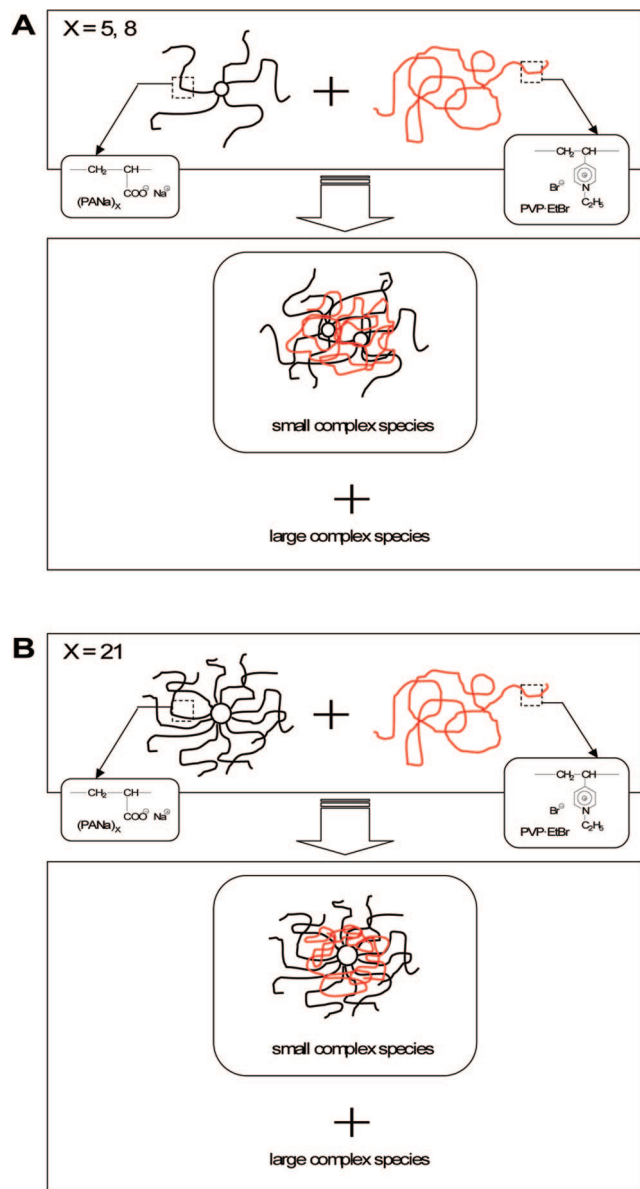 A
X = 5, 8
CH₂ CH
COO⊖ Na⊕
(PANa)ₓ
CH₂ CH
⊕
Br⊖
N
C₂H₅
PVP·EtBr
small complex species
+
large complex species
B
X = 21
CH₂ CH
COO⊖ Na⊕
(PANa)ₓ
CH₂ CH
⊕
Br⊖
N
C₂H₅
PVP·EtBr
small complex species
+
large complex species